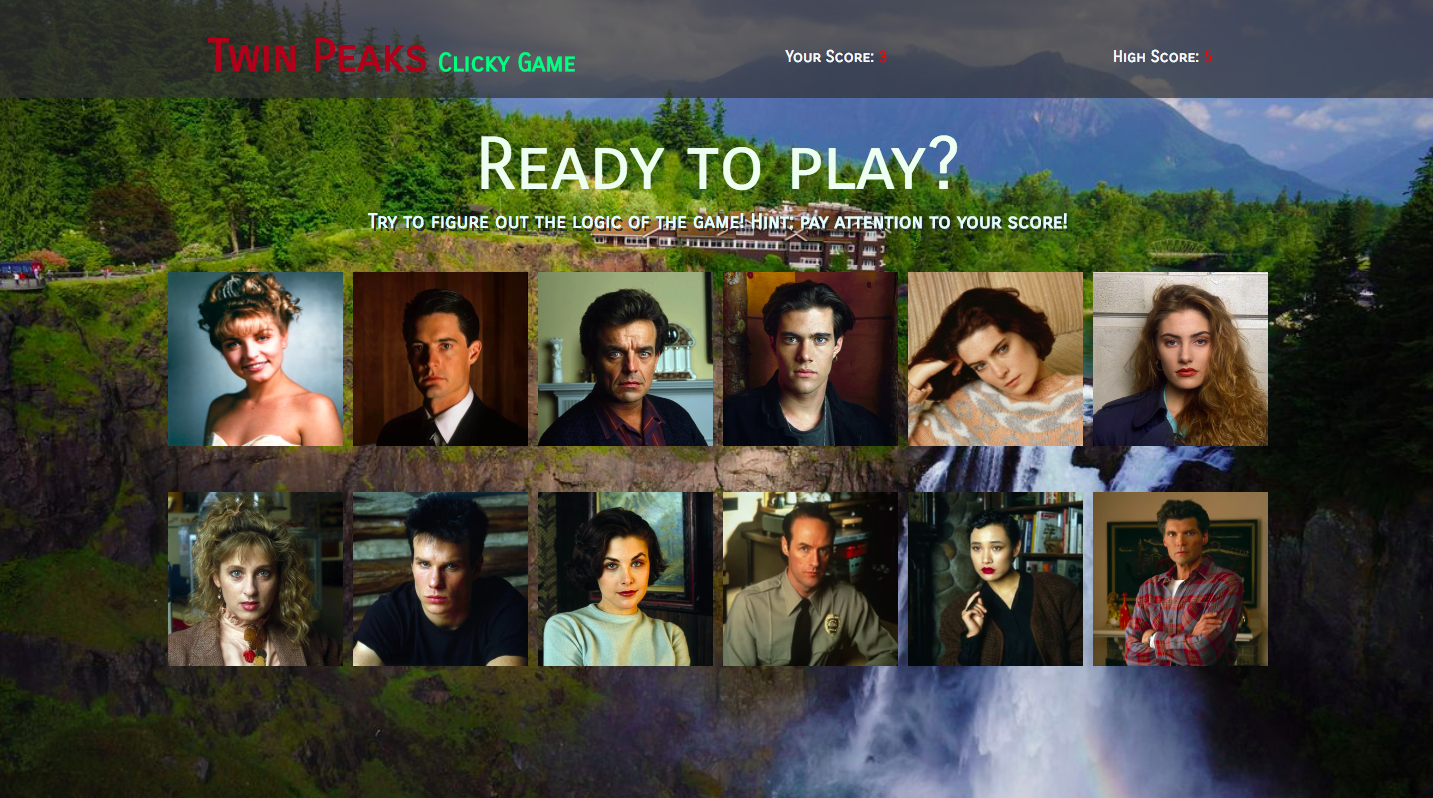 Twin Peaks Clicky Game
Your Score: 3
High Score: 5
Ready to play?
Try to figure out the logic of the game! Hint: pay attention to your score!